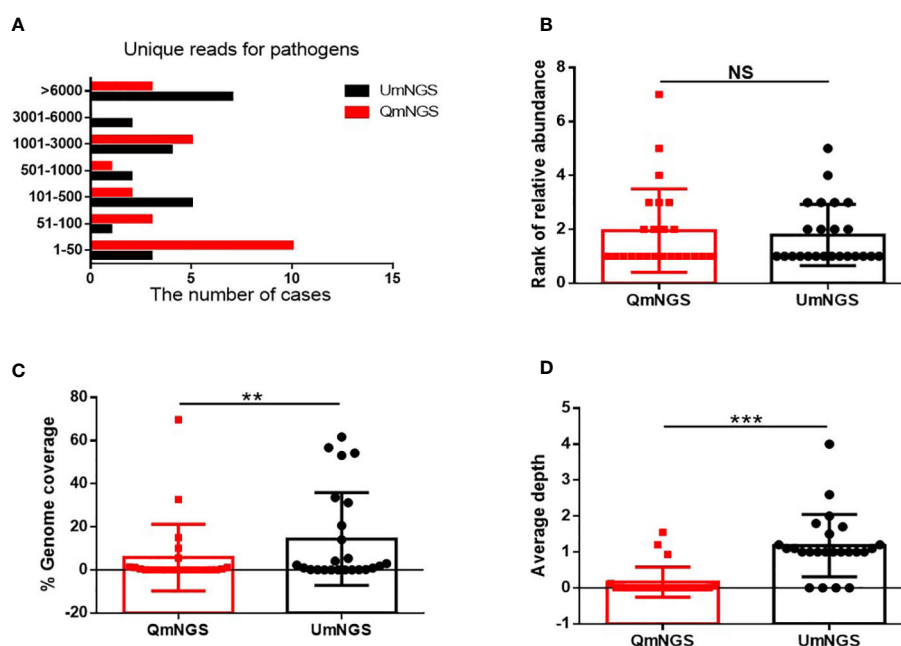 A
Unique reads for pathogens
>6000
3001-6000
1001-3000
501-1000
101-500
51-100
1-50
0
5
10
15
The number of cases
UmNGS
QmNGS
B
Rank of relative abundance
8
6
4
2
0
NS
QmNGS
UmNGS
C
% Genome coverage
80
60
40
20
0
-20
**
QmNGS
UmNGS
D
Average depth
5
4
3
2
1
0
-1
***
QmNGS
UmNGS